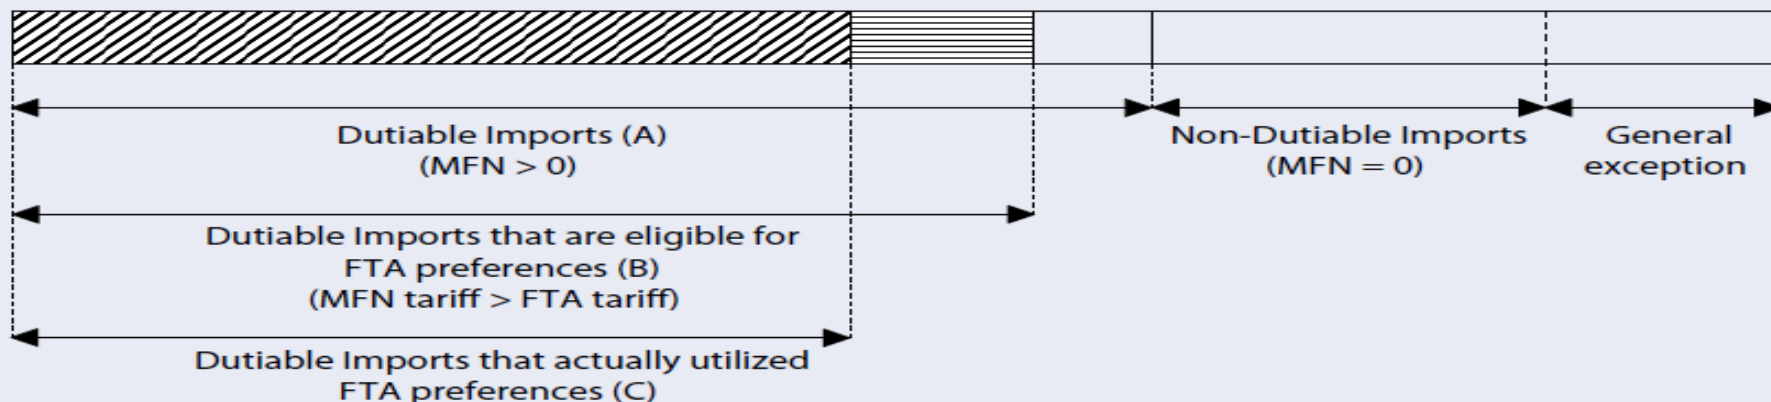 Dutiable Imports (A)
(MFN > 0)
Non-Dutiable Imports
(MFN = 0)
General
exception
Dutiable Imports that are eligible for
FTA preferences (B)
(MFN tariff > FTA tariff)
Dutiable Imports that actually utilized
FTA preferences (C)